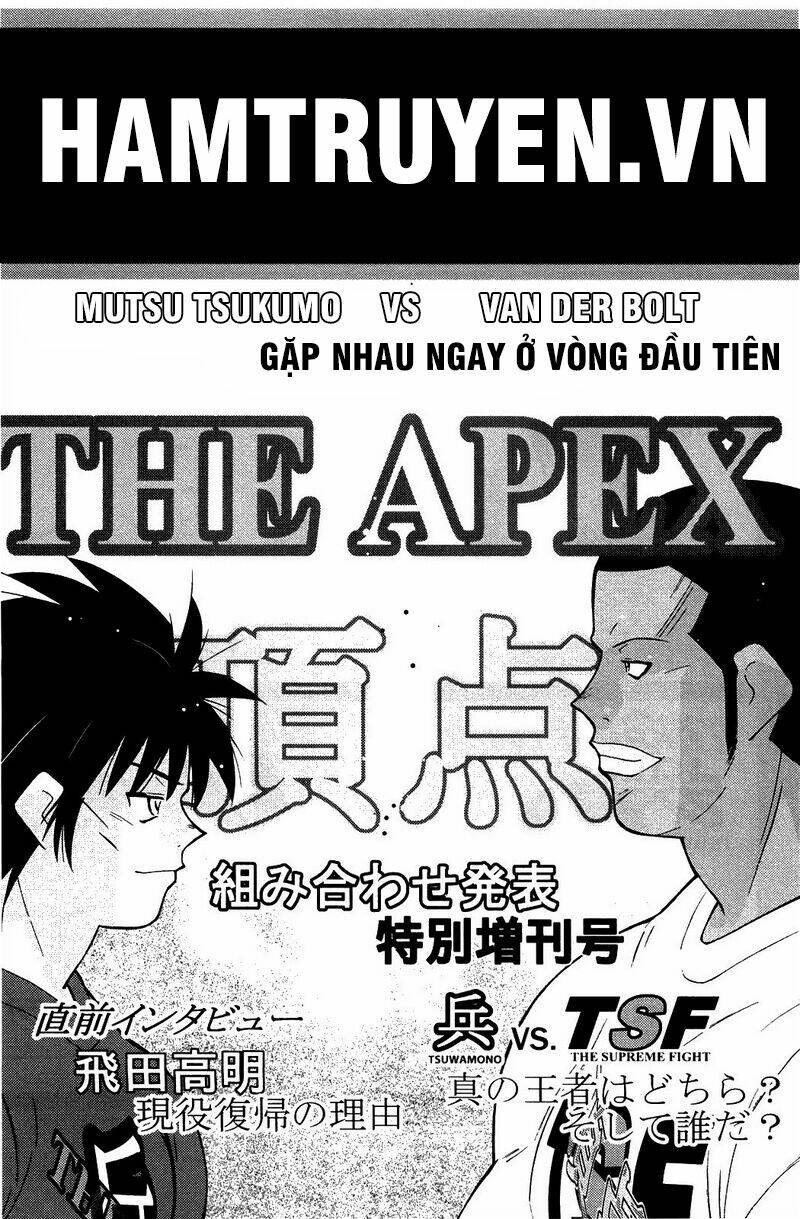 HAMTRUYEN.VN
MUTSU TSUKUMO VS VAN DER BOLT
GẶP NHAU NGAY Ở VÒNG ĐẦU TIÊN
THE APEX
頂点
組み合わせ発表
特別増刊号
直前インタビュー
飛田高明
現役復帰の理由
兵 VS. TSF
TSUWAMONO THE SUPREME FIGHT
真の王者はどちら?
そして誰だ?